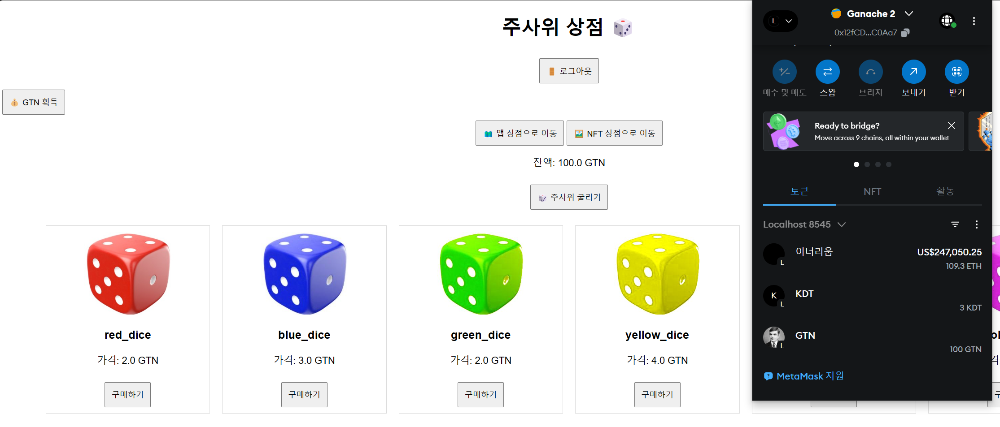 주사위 상점
로그아웃
GTN 획득
맵 상점으로 이동
NFT 상점으로 이동
잔액: 100.0 GTN
주사위 굴리기
red_dice
가격: 2.0 GTN
구매하기
blue_dice
가격: 3.0 GTN
구매하기
green_dice
가격: 2.0 GTN
구매하기
yellow_dice
가격: 4.0 GTN
구매하기
L
Ganache 2
0x12fCD...C0Aa7
매수 및 매도
스왑
브리지
보내기
받기
Ready to bridge?
Move across 9 chains, all within your wallet
토큰
NFT
활동
Localhost 8545
L
이더리움
US$247,050.25
109.3 ETH
K
L
KDT
3 KDT
L
GTN
100 GTN
MetaMask 지원